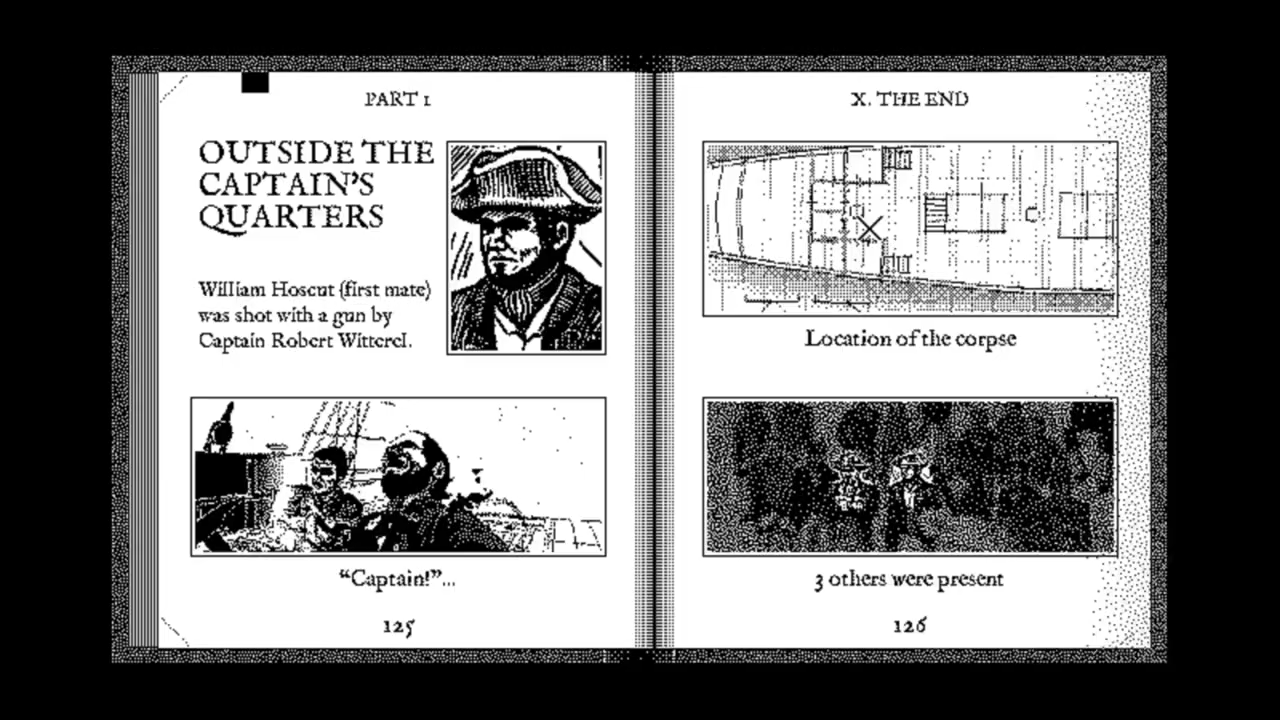 PART 1
OUTSIDE THE
CAPTAIN'S
QUARTERS
William Hoscut (first mate)
was shot with a gun by
Captain Robert Witterel.
“Captain!”...
125
X. THE END
Location of the corpse
3 others were present
126